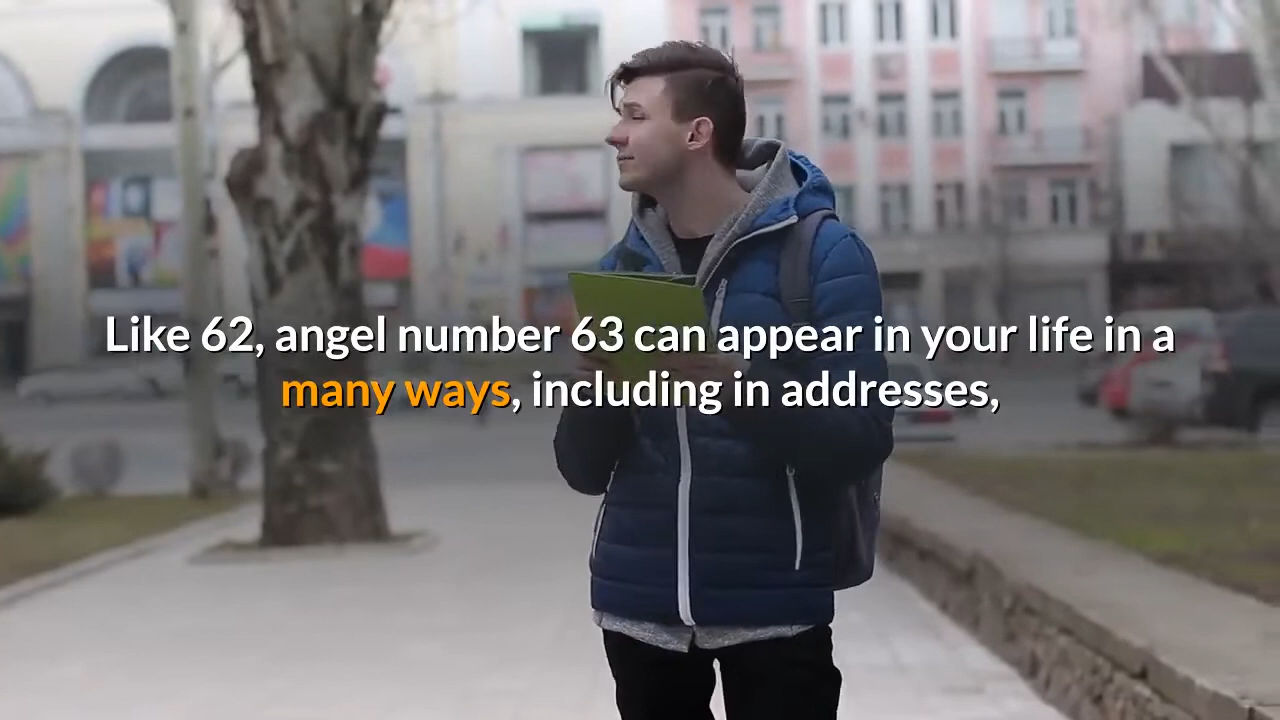 Like 62, angel number 63 can appear in your life in a
many ways, including in addresses,